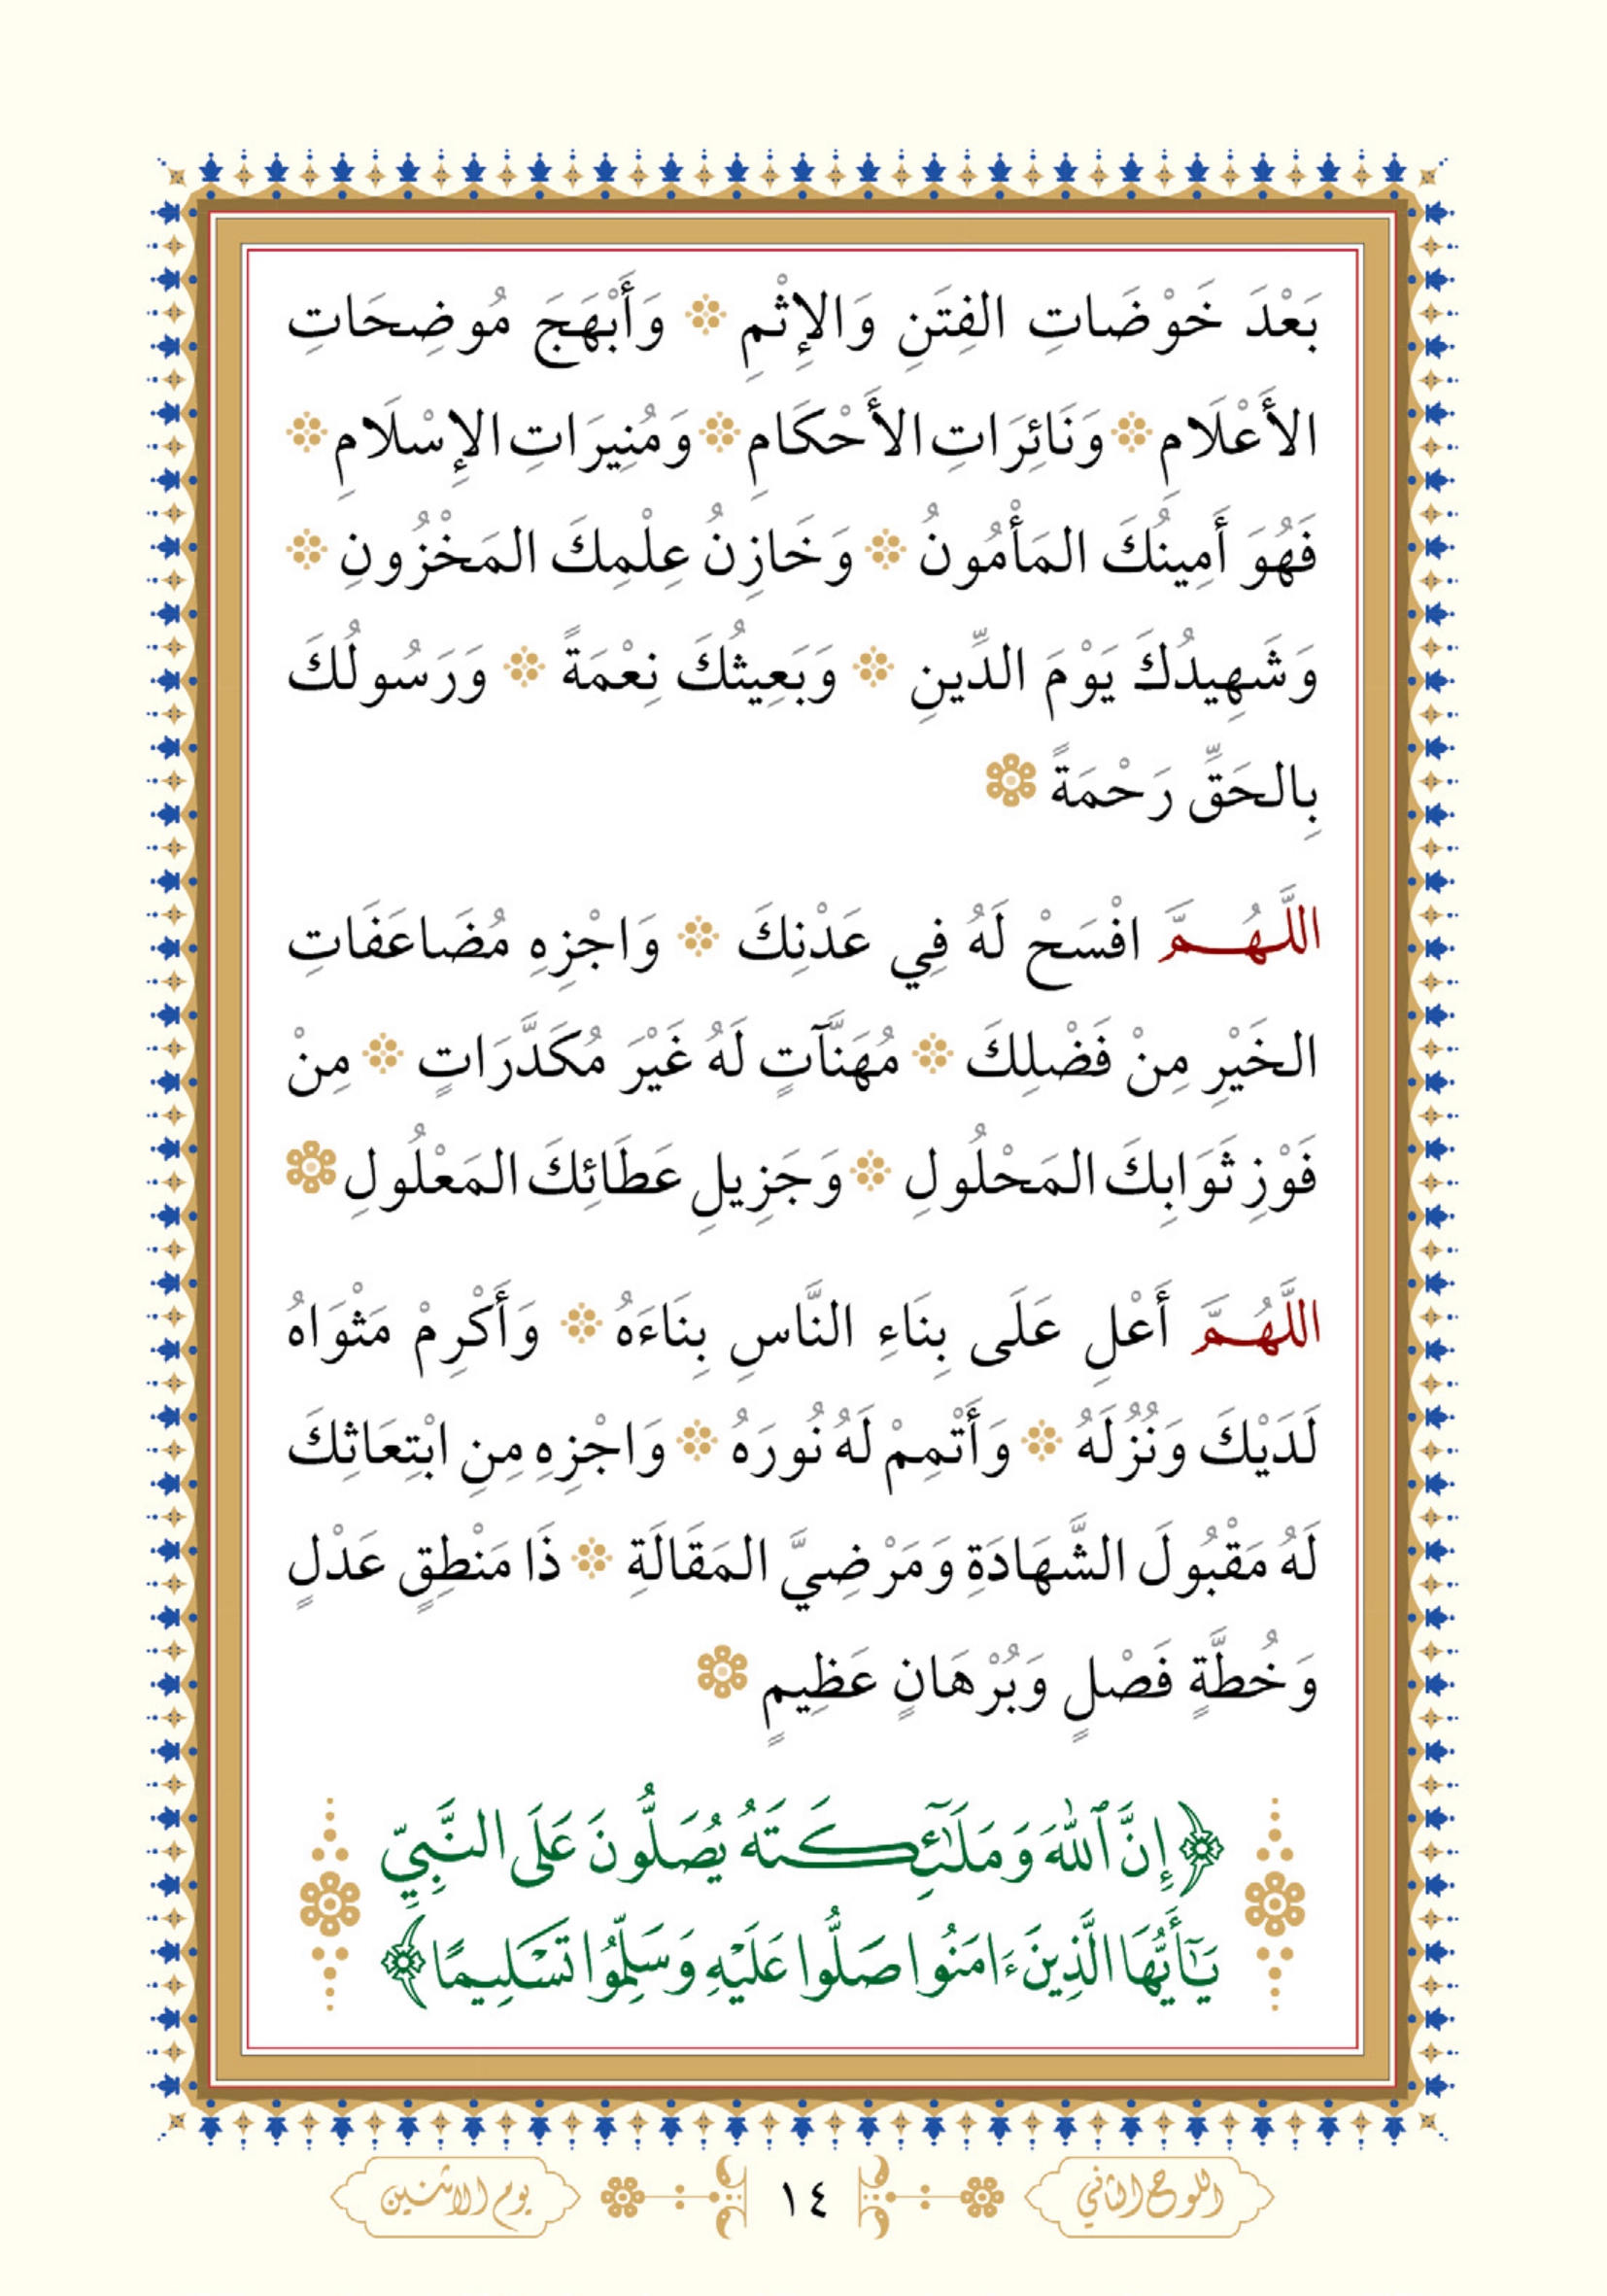 بَعْدَ خَوْضَاتِ الفِتَنِ وَالإِثْمِ وَأَبْهَجَ مُوضِحَاتِ
الأَعْلَامِ وَنَائِرَاتِ الأَحْكَامِ وَمُنِيرَاتِ الإِسْلَامِ
فَهُوَ أَمِينُكَ المَأْمُونُ وَخَازِنُ عِلْمِكَ المَخْزُونِ
وَشَهِيدُكَ يَوْمَ الدِّينِ وَبَعِيثُكَ نِعْمَةً وَرَسُولُكَ
بِالحَقِّ رَحْمَةً
اللَّهُمَّ افْسَحْ لَهُ فِي عَدْنِكَ وَاجْزِهِ مُضَاعَفَاتِ
الخَيْرِ مِنْ فَضْلِكَ مُهَنَّآتٍ لَهُ غَيْرَ مُكَدَّرَاتٍ مِنْ
فَوْزِ ثَوَابِكَ المَحْلُولِ وَجَزِيلِ عَطَائِكَ المَعْلُولِ
اللَّهُمَّ أَعْلِ عَلَى بِنَاءِ النَّاسِ بِنَاءَهُ وَأَكْرِمْ مَثْوَاهُ
لَدَيْكَ وَنُزُلَهُ وَأَتْمِمْ لَهُ نُورَهُ وَاجْزِهِ مِنِ ابْتِعَاثِكَ
لَهُ مَقْبُولَ الشَّهَادَةِ وَمَرْضِيَّ المَقَالَةِ ذَا مَنْطِقٍ عَدْلٍ
وَخُطَّةٍ فَصْلٍ وَبُرْهَانٍ عَظِيمٍ
﴿إِنَّ ٱللَّهَ وَمَلَـٰٓئِكَتَهُ يُصَلُّونَ عَلَى النَّبِيِّ
يَـٰٓأَيُّهَا الَّذِينَ ءَامَنُوا صَلُّوا عَلَيْهِ وَسَلِّمُوا تَسْلِيمًا﴾
اللوح الثاني ١٤ يوم الاثنين